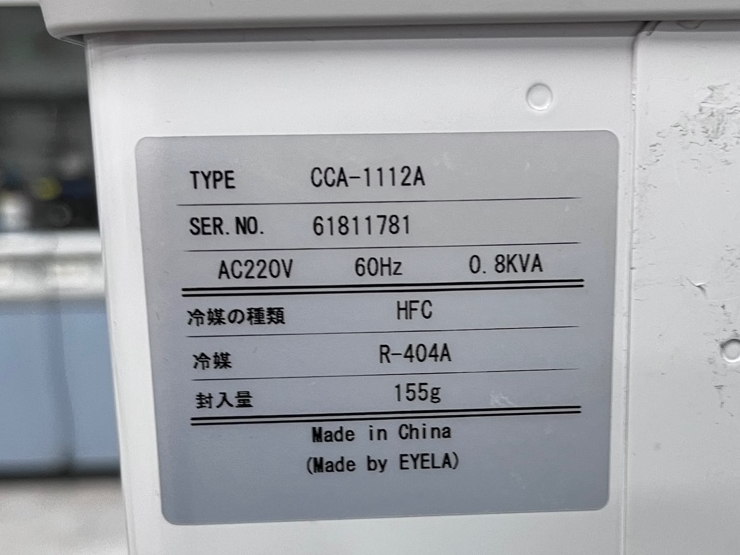 TYPE CCA-1112A
SER.NO. 61811781
AC220V 60Hz 0.8KVA
冷媒の種類 HFC
冷媒 R-404A
封入量 155g
Made in China
(Made by EYELA)